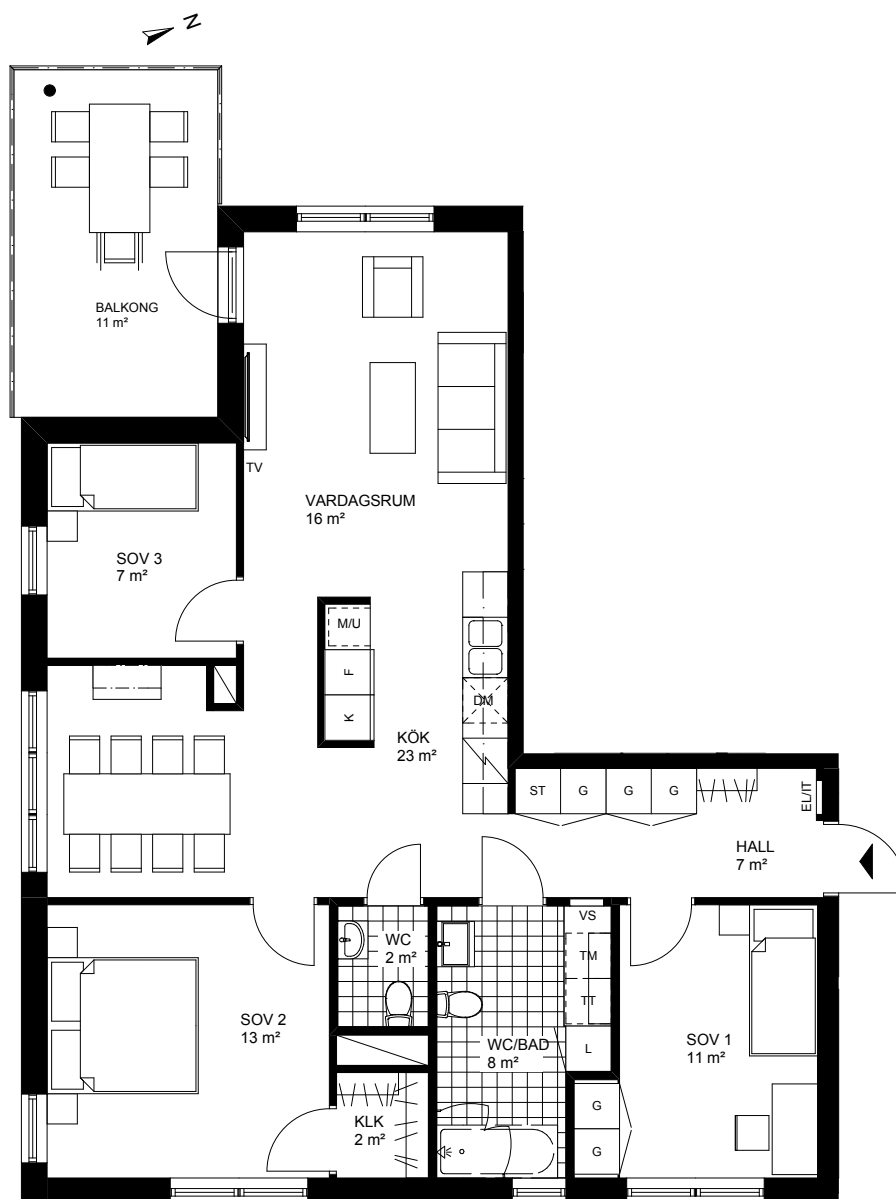 N
BALKONG
11 m²
TV
VARDAGSRUM
16 m²
SOV 3
7 m²
M/U
F
K
DM
KÖK
23 m²
ST
G
G
G
EL/IT
HALL
7 m²
WC
2 m²
VS
TM
TT
L
SOV 2
13 m²
WC/BAD
8 m²
SOV 1
11 m²
KLK
2 m²
G
G